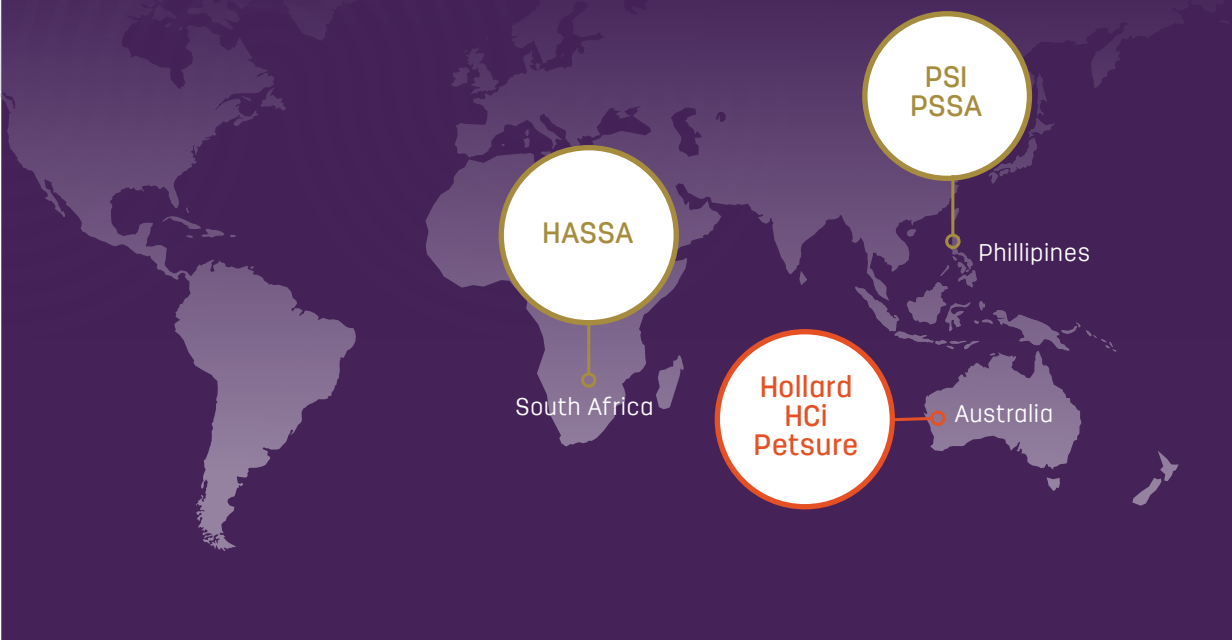 PSI
PSSA
HASSA
Phillipines
Hollard
HCi
Petsure
South Africa
Australia